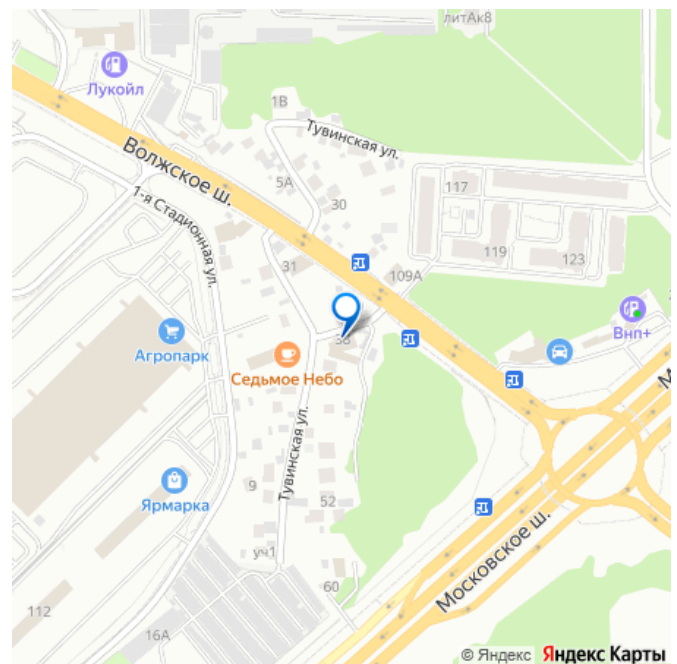 литАк8
Лукойл
1В
Тувинская ул.
Волжское ш.
5А
1-я Стадионная ул.
30
117
119
123
31
109А
38
Внп+
Агропарк
Седьмое Небо
Тувинская ул.
9
Ярмарка
52
уч1
60
112
16А
Московское ш.
М
© Яндекс Яндекс Карты